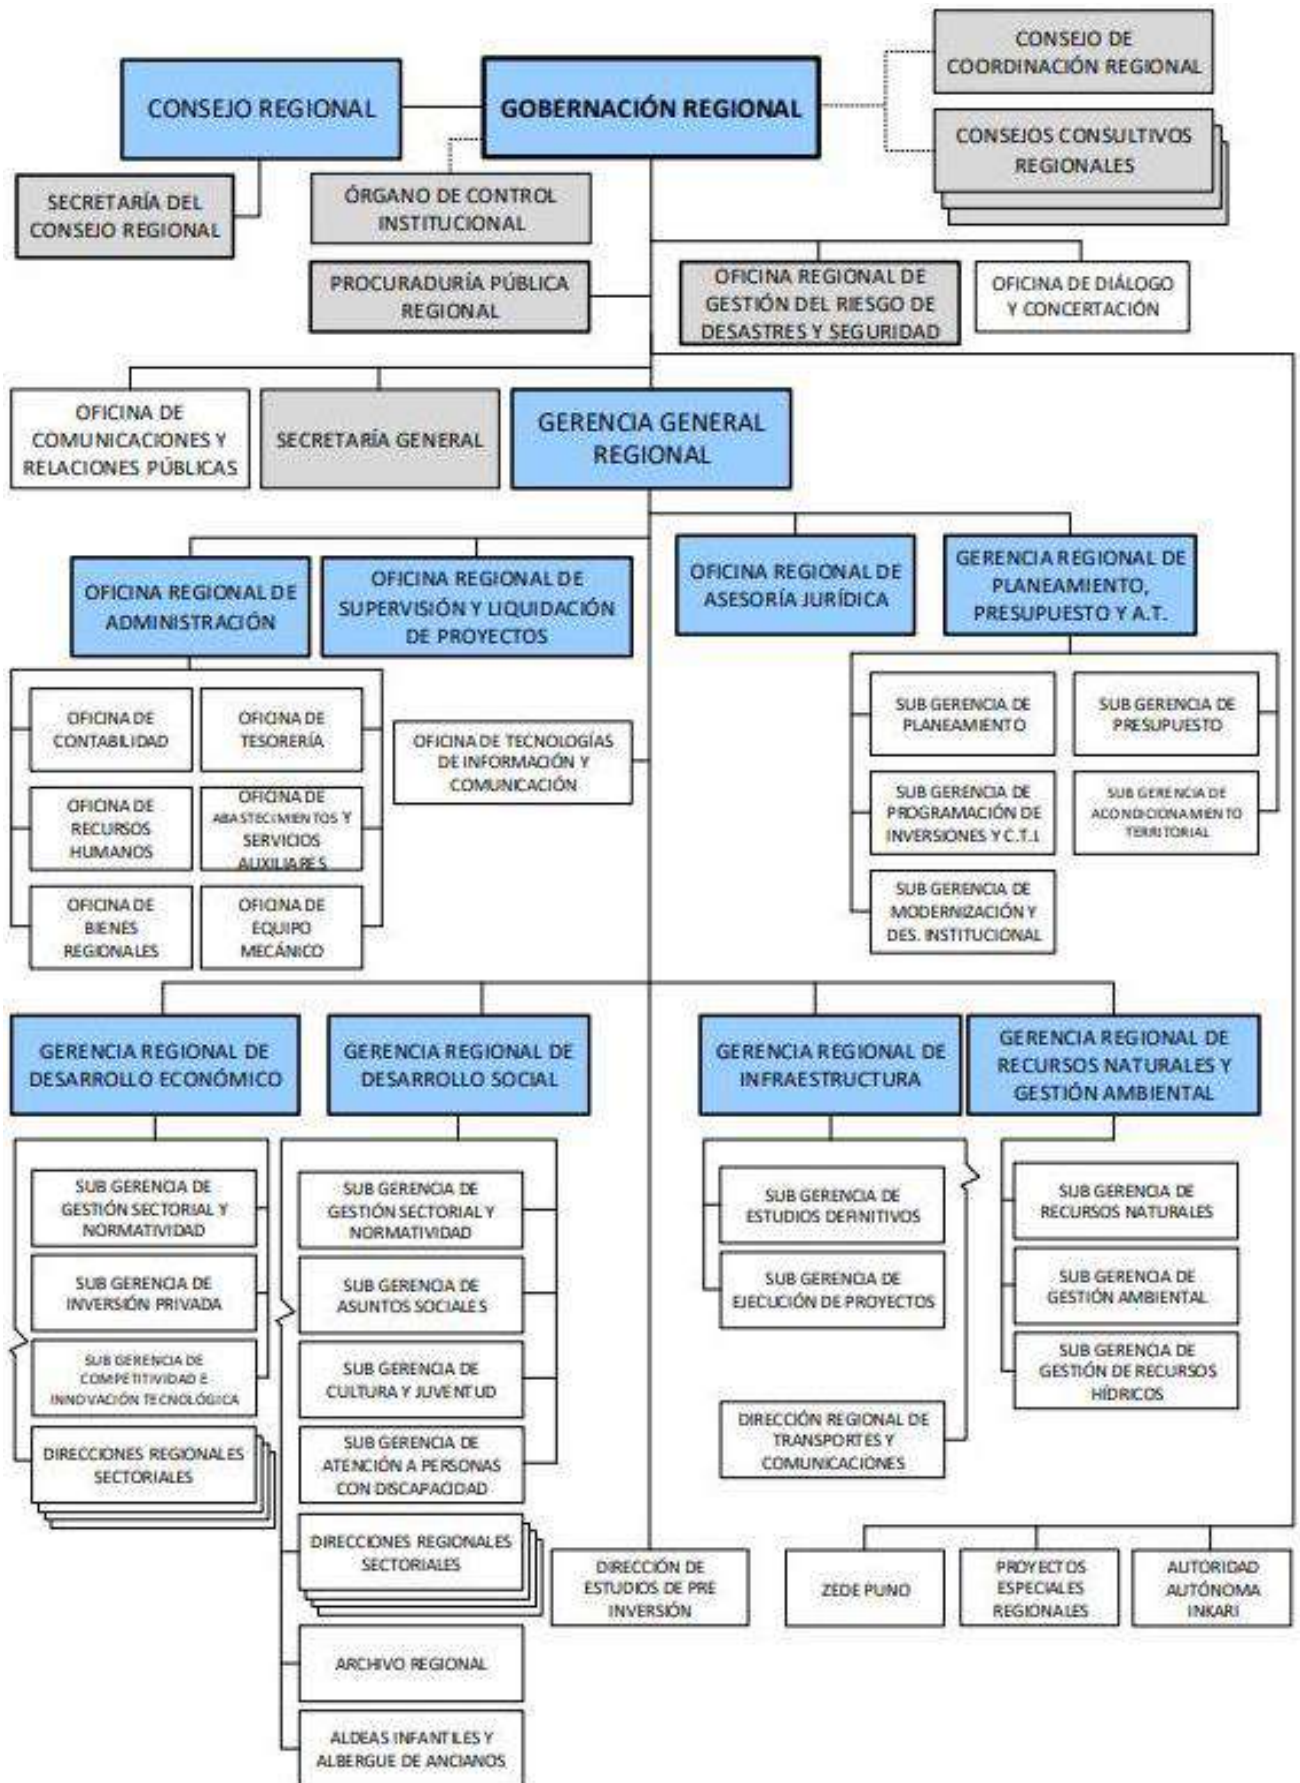 CONSEJO DE
COORDINACIÓN REGIONAL
CONSEJO REGIONAL
GOBERNACIÓN REGIONAL
CONSEJOS CONSULTIVOS
REGIONALES
SECRETARÍA DEL
CONSEJO REGIONAL
ÓRGANO DE CONTROL
INSTITUCIONAL
PROCURADURÍA PÚBLICA
REGIONAL
OFICINA REGIONAL DE
GESTIÓN DEL RIESGO DE
DESASTRES Y SEGURIDAD
OFICINA DE DIÁLOGO
Y CONCERTACIÓN
OFICINA DE
COMUNICACIONES Y
RELACIONES PÚBLICAS
SECRETARÍA GENERAL
GERENCIA GENERAL
REGIONAL
OFICINA REGIONAL DE
ADMINISTRACIÓN
OFICINA REGIONAL DE
SUPERVISIÓN Y LIQUIDACIÓN
DE PROYECTOS
OFICINA REGIONAL DE
ASESORÍA JURÍDICA
GERENCIA REGIONAL DE
PLANEAMIENTO,
PRESUPUESTO Y A.T.
OFICINA DE
CONTABILIDAD
OFICINA DE
TESORERÍA
OFICINA DE
RECURSOS
HUMANOS
OFICINA DE
ABASTECIMIENTOS Y
SERVICIOS
AUXILIARES
OFICINA DE
BIENES
REGIONALES
OFICINA DE
EQUIPO
MECÁNICO
OFICINA DE TECNOLOGÍAS
DE INFORMACIÓN Y
COMUNICACIÓN
SUB GERENCIA DE
PLANEAMIENTO
SUB GERENCIA DE
PRESUPUESTO
SUB GERENCIA DE
PROGRAMACIÓN DE
INVERSIONES Y C.T.I
SUB GERENCIA DE
ACONDICIONAMIENTO
TERRITORIAL
SUB GERENCIA DE
MODERNIZACIÓN Y
DES. INSTITUCIONAL
GERENCIA REGIONAL DE
DESARROLLO ECONÓMICO
GERENCIA REGIONAL DE
DESARROLLO SOCIAL
GERENCIA REGIONAL DE
INFRAESTRUCTURA
GERENCIA REGIONAL DE
RECURSOS NATURALES Y
GESTIÓN AMBIENTAL
SUB GERENCIA DE
GESTIÓN SECTORIAL Y
NORMATIVIDAD
SUB GERENCIA DE
INVERSIÓN PRIVADA
SUB GERENCIA DE
COMPETITIVIDAD E
INNOVACIÓN TECNOLÓGICA
DIRECCIONES REGIONALES
SECTORIALES
SUB GERENCIA DE
GESTIÓN SECTORIAL Y
NORMATIVIDAD
SUB GERENCIA DE
ASUNTOS SOCIALES
SUB GERENCIA DE
CULTURA Y JUVENTUD
SUB GERENCIA DE
ATENCIÓN A PERSONAS
CON DISCAPACIDAD
DIRECCIONES REGIONALES
SECTORIALES
ARCHIVO REGIONAL
ALDEAS INFANTILES Y
ALBERGUE DE ANCIANOS
DIRECCIÓN DE
ESTUDIOS DE PRE
INVERSIÓN
SUB GERENCIA DE
ESTUDIOS DEFINITIVOS
SUB GERENCIA DE
EJECUCIÓN DE PROYECTOS
DIRECCIÓN REGIONAL DE
TRANSPORTES Y
COMUNICACIONES
SUB GERENCIA DE
RECURSOS NATURALES
SUB GERENCIA DE
GESTIÓN AMBIENTAL
SUB GERENCIA DE
GESTIÓN DE RECURSOS
HÍDRICOS
ZEDE PUNO
PROYECTOS
ESPECIALES
REGIONALES
AUTORIDAD
AUTÓNOMA
INKARI